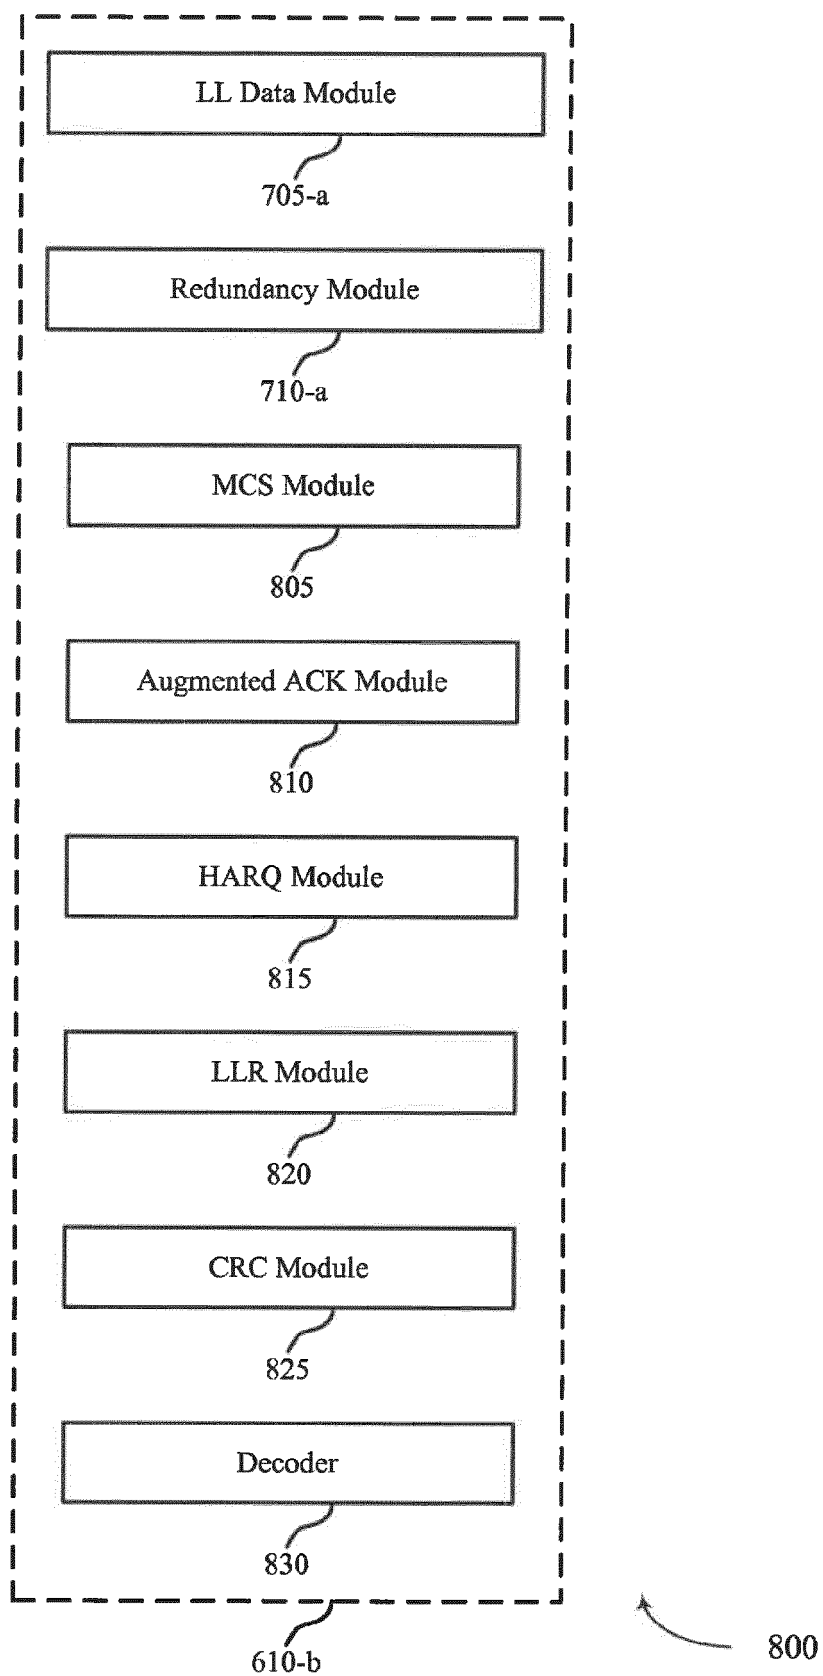 LL Data Module
705-a
Redundancy Module
710-a
MCS Module
805
Augmented ACK Module
810
HARQ Module
815
LLR Module
820
CRC Module
825
Decoder
830
610-b
800